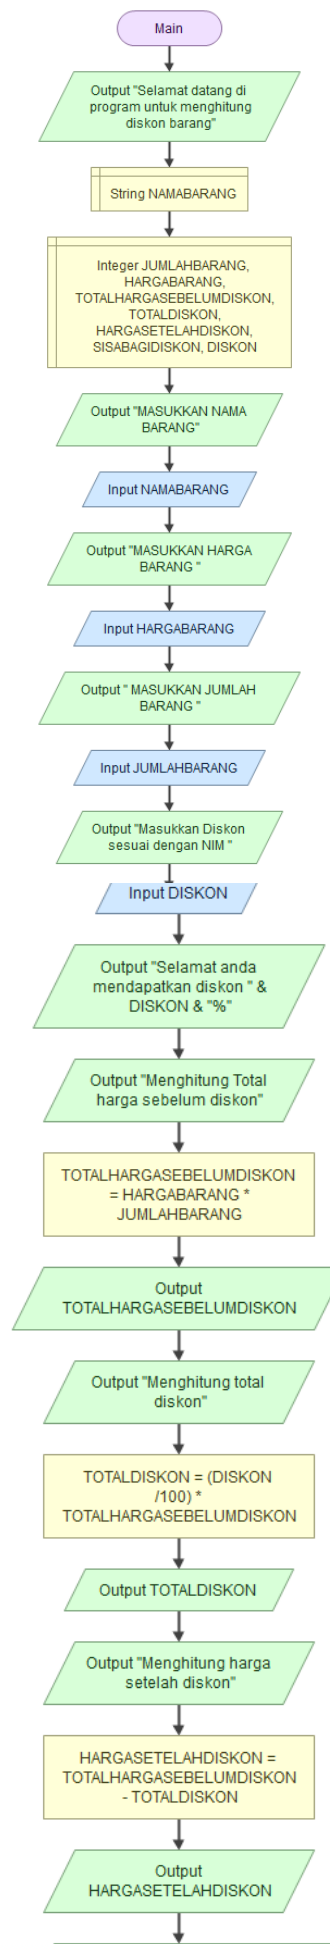 Main
Output "Selamat datang di
program untuk menghitung
diskon barang"
String NAMABARANG
Integer JUMLAHBARANG,
HARGABARANG,
TOTALHARGASEBELUMDISKON,
TOTALDISKON,
HARGASETELAHDISKON,
SISABAGIDISKON, DISKON
Output "MASUKKAN NAMA
BARANG"
Input NAMABARANG
Output "MASUKKAN HARGA
BARANG "
Input HARGABARANG
Output " MASUKKAN JUMLAH
BARANG "
Input JUMLAHBARANG
Output "Masukkan Diskon
sesuai dengan NIM "
Input DISKON
Output "Selamat anda
mendapatkan diskon " &
DISKON & "%"
Output "Menghitung Total
harga sebelum diskon"
TOTALHARGASEBELUMDISKON
= HARGABARANG *
JUMLAHBARANG
Output
TOTALHARGASEBELUMDISKON
Output "Menghitung total
diskon"
TOTALDISKON = (DISKON
/100) *
TOTALHARGASEBELUMDISKON
Output TOTALDISKON
Output "Menghitung harga
setelah diskon"
HARGASETELAHDISKON =
TOTALHARGASEBELUMDISKON
- TOTALDISKON
Output
HARGASETELAHDISKON